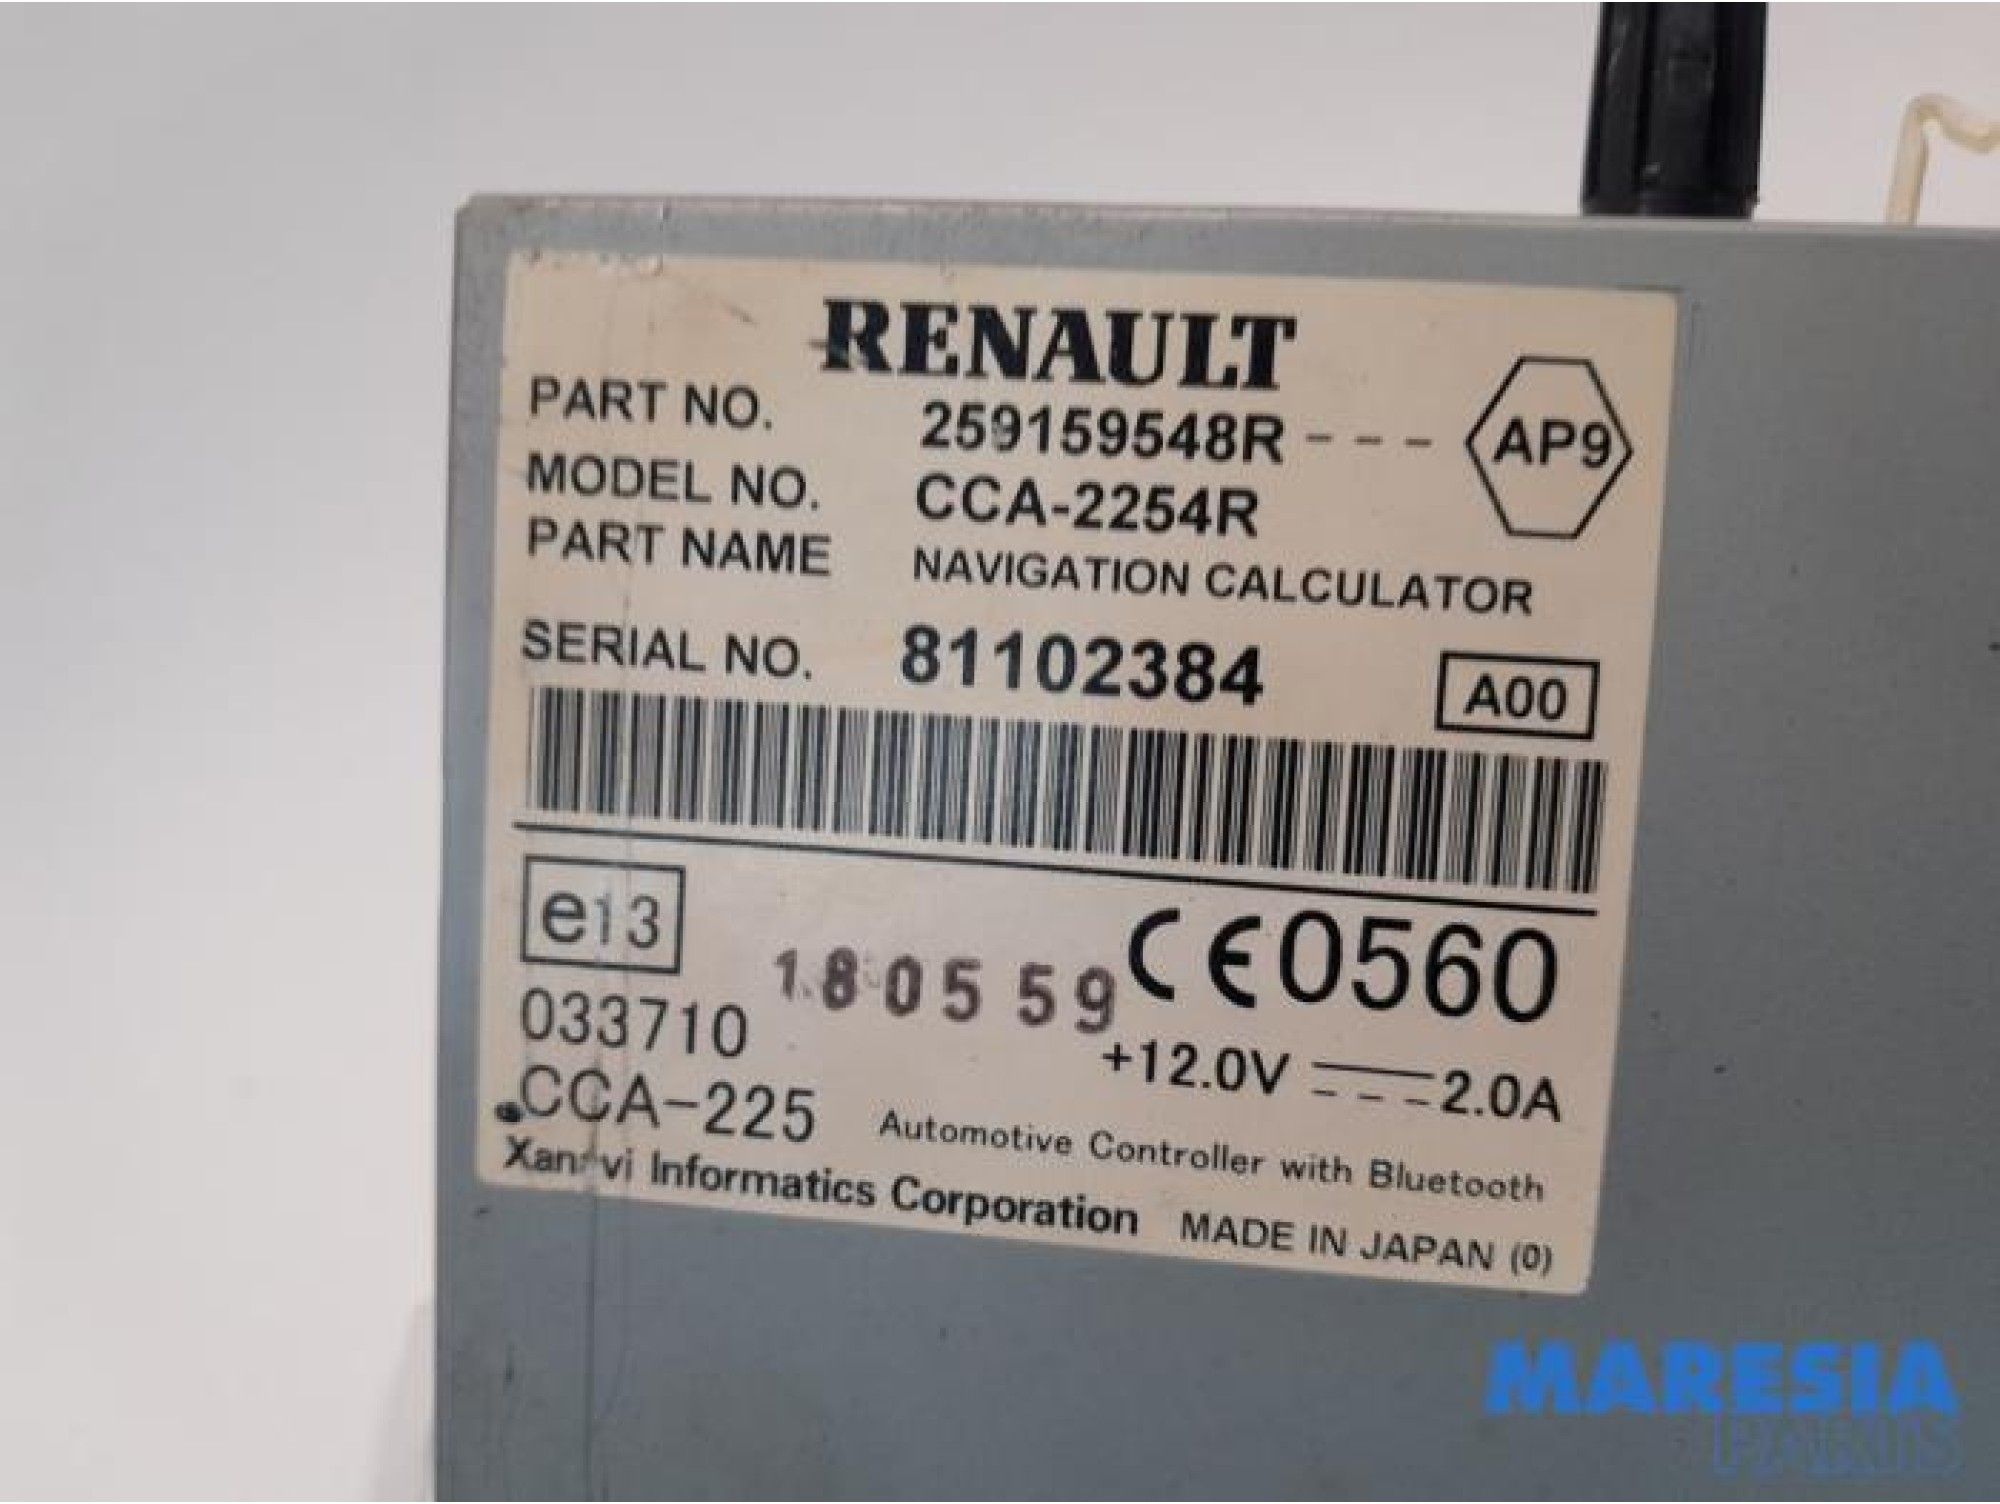 RENAULT
PART NO. 259159548R - - - AP9
MODEL NO. CCA-2254R
PART NAME NAVIGATION CALCULATOR
SERIAL NO. 81102384 A00
e13 180559 CE0560
033710 +12.0V 2.0A
CCA-225 Automotive Controller with Bluetooth
Xanavi Informatics Corporation MADE IN JAPAN (0)
MARESIA
PARTS